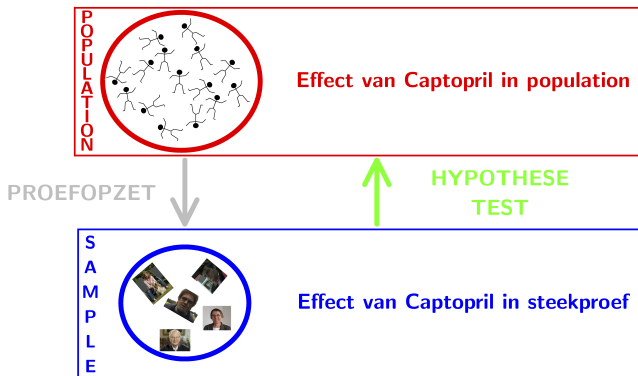 POPULATION
Effect van Captopril in population
PROEFOPZET
HYPOTHESE
TEST
SAMPLE
Effect van Captopril in steekproef